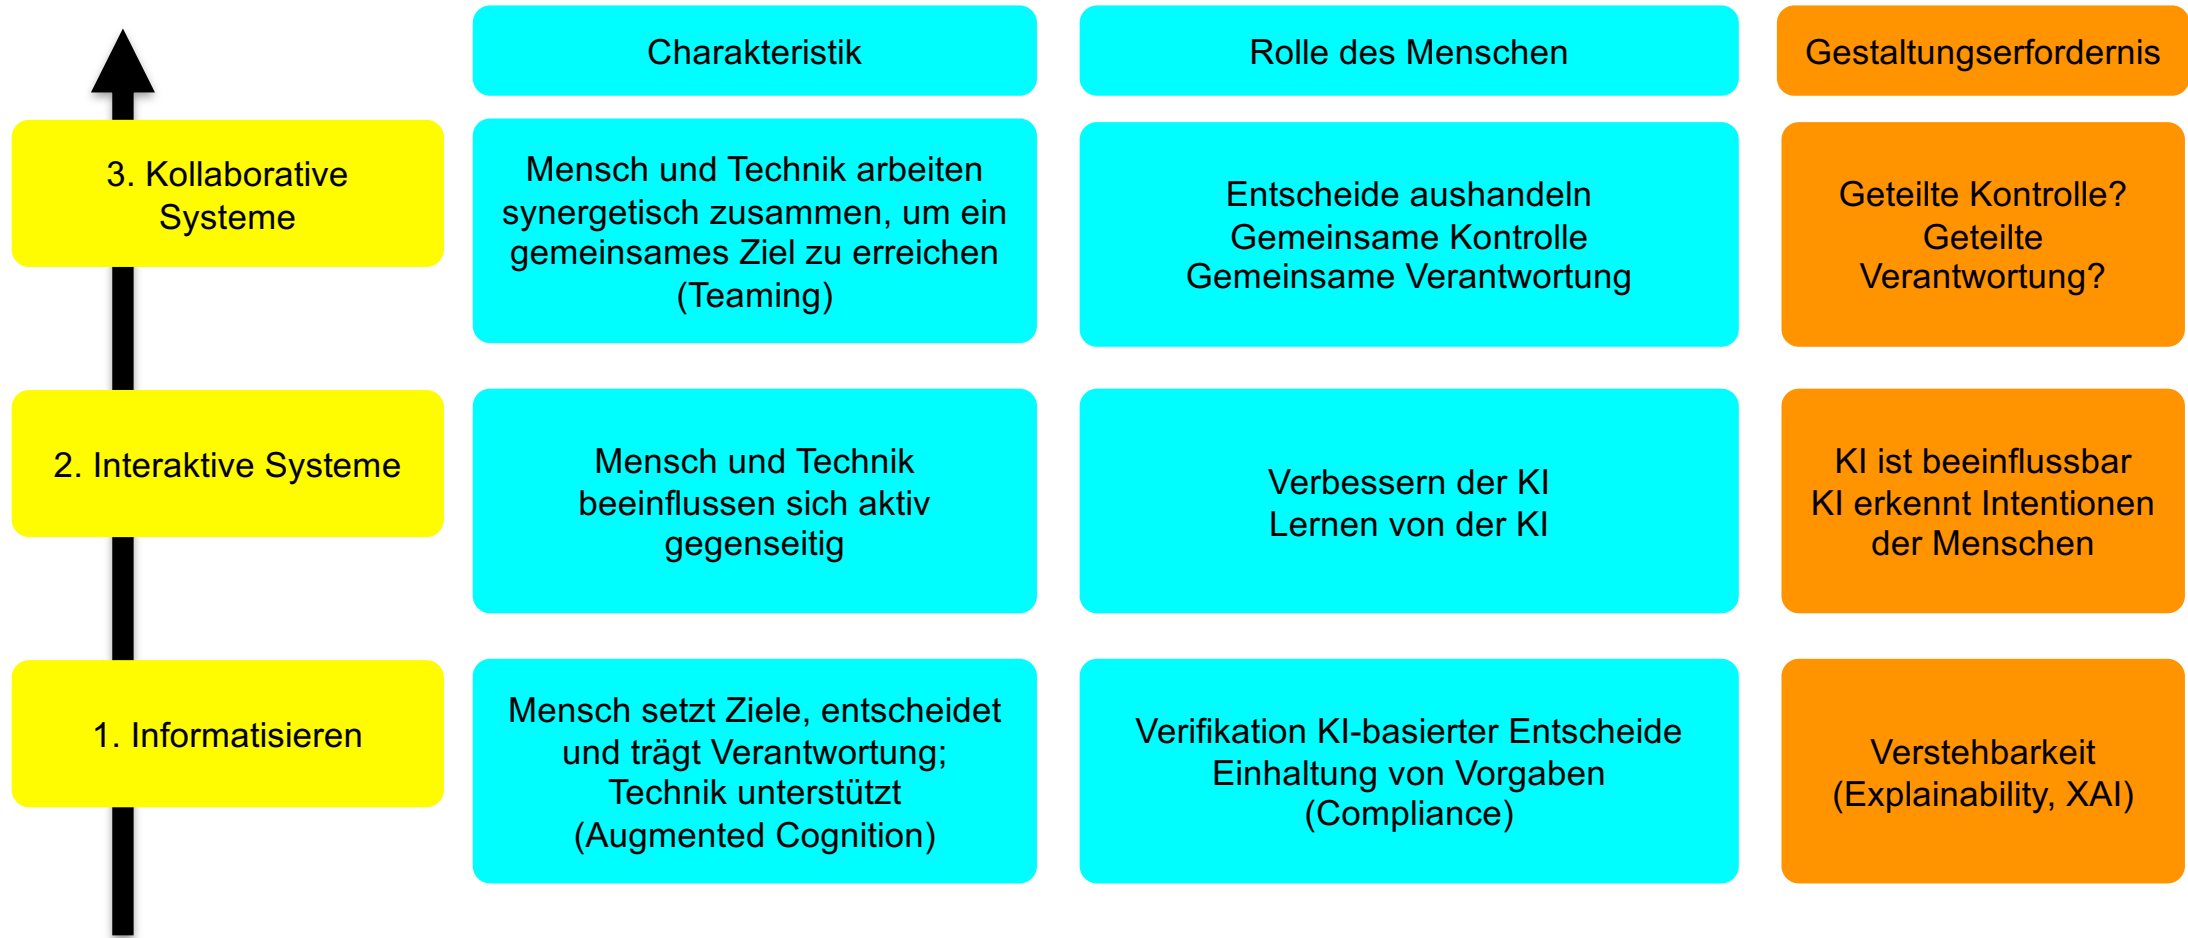 Charakteristik
Rolle des Menschen
Gestaltungserfordernis
3. Kollaborative
Systeme
Mensch und Technik arbeiten
synergetisch zusammen, um ein
gemeinsames Ziel zu erreichen
(Teaming)
Entscheide aushandeln
Gemeinsame Kontrolle
Gemeinsame Verantwortung
Geteilte Kontrolle?
Geteilte
Verantwortung?
2. Interaktive Systeme
Mensch und Technik
beeinflussen sich aktiv
gegenseitig
Verbessern der KI
Lernen von der KI
KI ist beeinflussbar
KI erkennt Intentionen
der Menschen
1. Informatisieren
Mensch setzt Ziele, entscheidet
und trägt Verantwortung;
Technik unterstützt
(Augmented Cognition)
Verifikation KI-basierter Entscheide
Einhaltung von Vorgaben
(Compliance)
Verstehbarkeit
(Explainability, XAI)